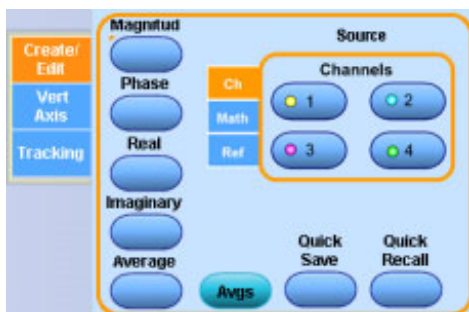 Create/
Edit
Vert
Axis
Tracking
Magnitud
Phase
Real
Imaginary
Average
Source
Ch
Math
Ref
Channels
1
2
3
4
Avgs
Quick
Save
Quick
Recall